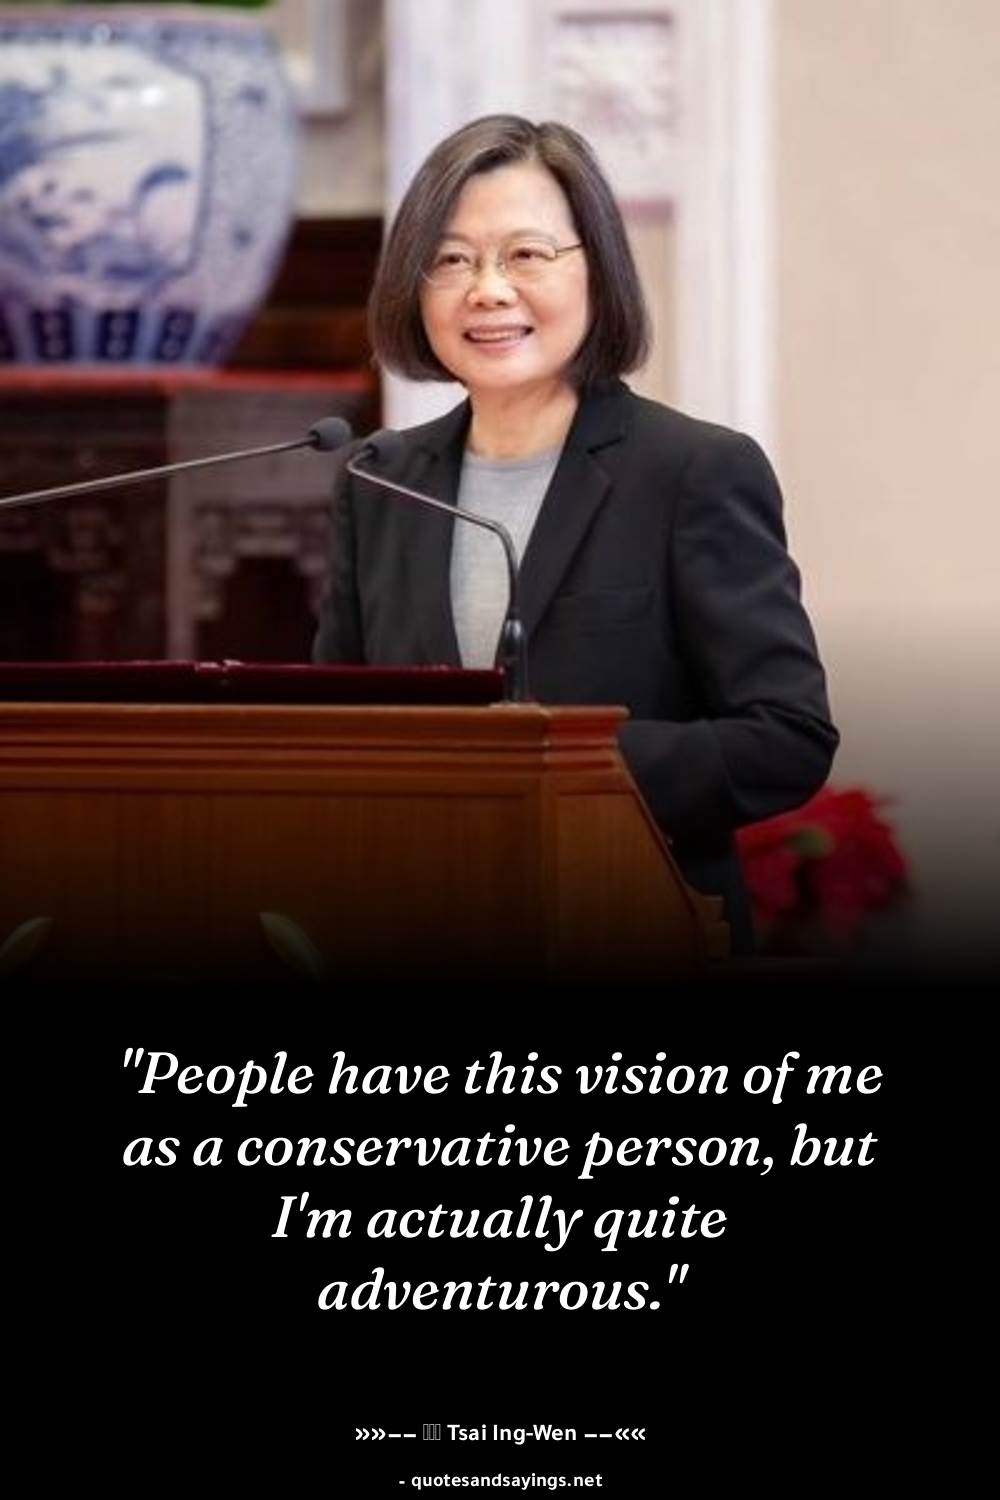 "People have this vision of me
as a conservative person, but
I'm actually quite
adventurous."
»»–– Tsai Ing-Wen ––««
- quotesandsayings.net